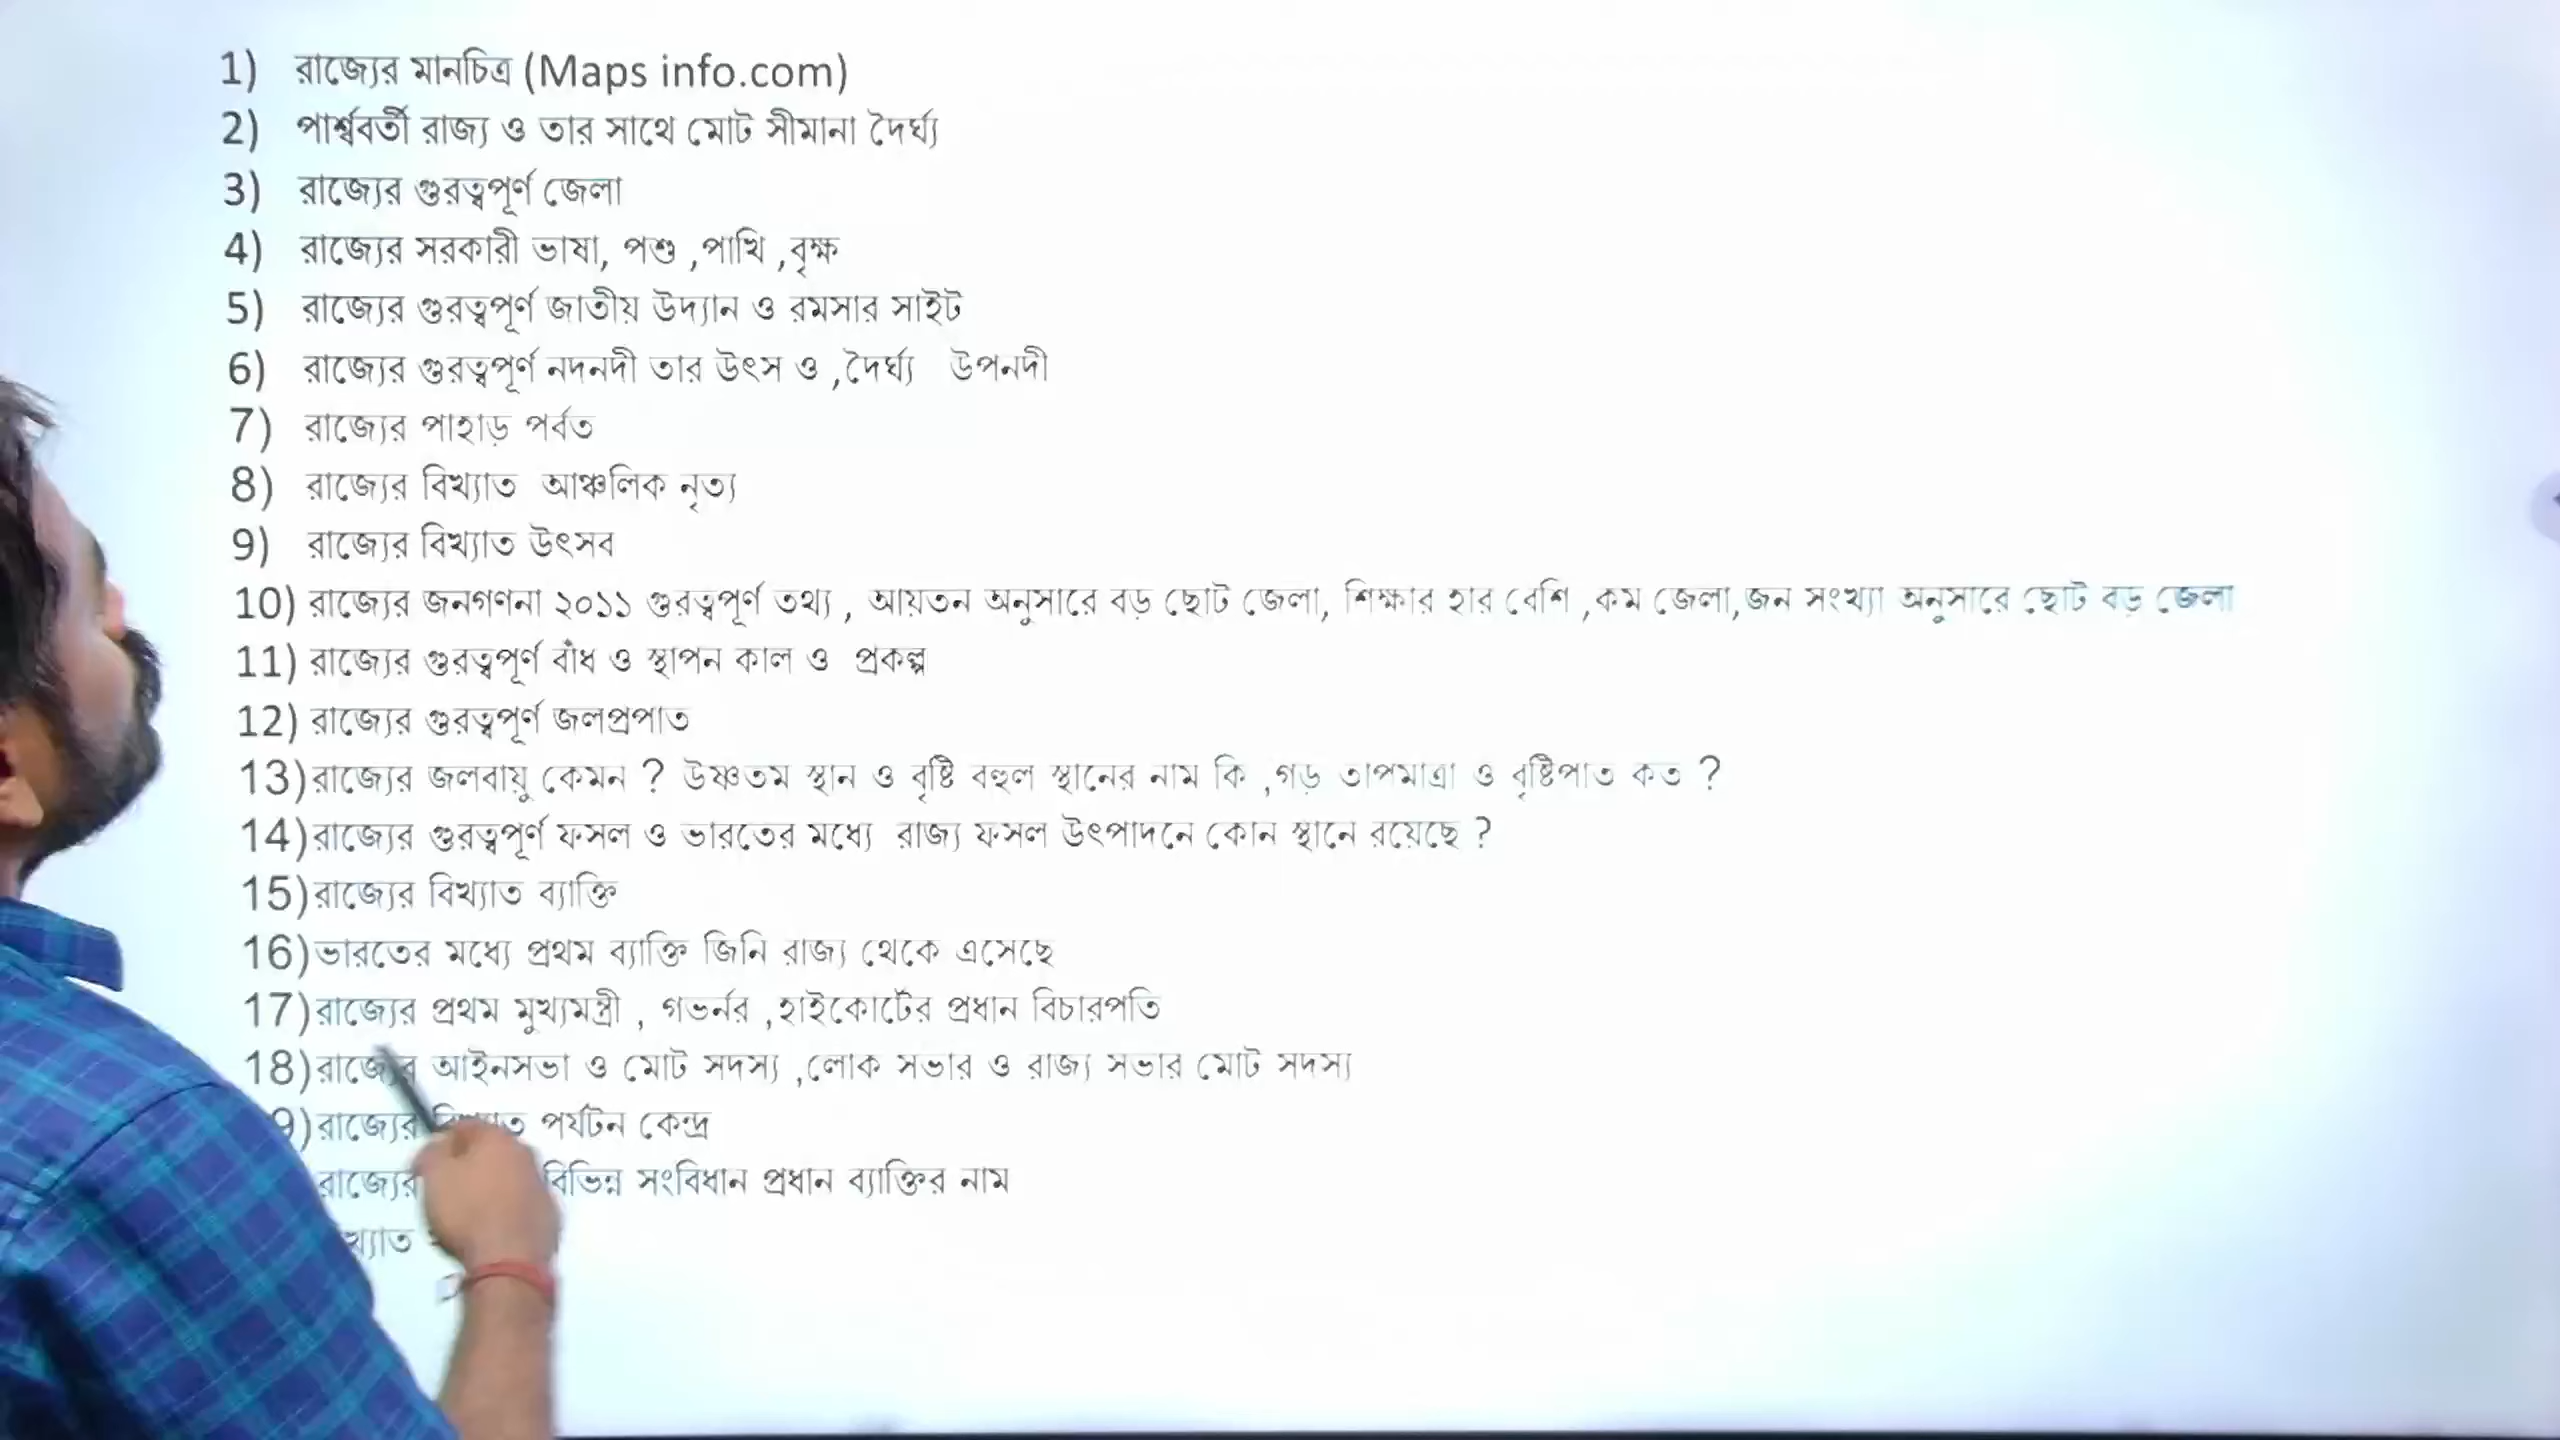 1) রাজ্যের মানচিত্র (Maps info.com)
2) পার্শ্ববর্তী রাজ্য ও তার সাথে মোট সীমানা দৈর্ঘ্য
3) রাজ্যের গুরত্বপূর্ণ জেলা
4) রাজ্যের সরকারী ভাষা, পশু ,পাখি ,বৃক্ষ
5) রাজ্যের গুরত্বপূর্ণ জাতীয় উদ্যান ও রমসার সাইট
6) রাজ্যের গুরত্বপূর্ণ নদনদী তার উৎস ও ,দৈর্ঘ্য উপনদী
7) রাজ্যের পাহাড় পর্বত
8) রাজ্যের বিখ্যাত আঞ্চলিক নৃত্য
9) রাজ্যের বিখ্যাত উৎসব
10) রাজ্যের জনগণনা ২০১১ গুরত্বপূর্ণ তথ্য , আয়তন অনুসারে বড় ছোট জেলা, শিক্ষার হার বেশি ,কম জেলা,জন সংখ্যা অনুসারে ছোট বড় জেলা
11) রাজ্যের গুরত্বপূর্ণ বাঁধ ও স্থাপন কাল ও প্রকল্প
12) রাজ্যের গুরত্বপূর্ণ জলপ্রপাত
13)রাজ্যের জলবায়ু কেমন ? উষ্ণতম স্থান ও বৃষ্টি বহুল স্থানের নাম কি ,গড় তাপমাত্রা ও বৃষ্টিপাত কত ?
14)রাজ্যের গুরত্বপূর্ণ ফসল ও ভারতের মধ্যে রাজ্য ফসল উৎপাদনে কোন স্থানে রয়েছে ?
15)রাজ্যের বিখ্যাত ব্যাক্তি
16)ভারতের মধ্যে প্রথম ব্যাক্তি জিনি রাজ্য থেকে এসেছে
17)রাজ্যের প্রথম মুখ্যমন্ত্রী , গভর্নর ,হাইকোর্টের প্রধান বিচারপতি
18)রাজ্যের আইনসভা ও মোট সদস্য ,লোক সভার ও রাজ্য সভার মোট সদস্য
9)রাজ্যের পর্যটন কেন্দ্র
রাজ্যের বিভিন্ন সংবিধান প্রধান ব্যাক্তির নাম